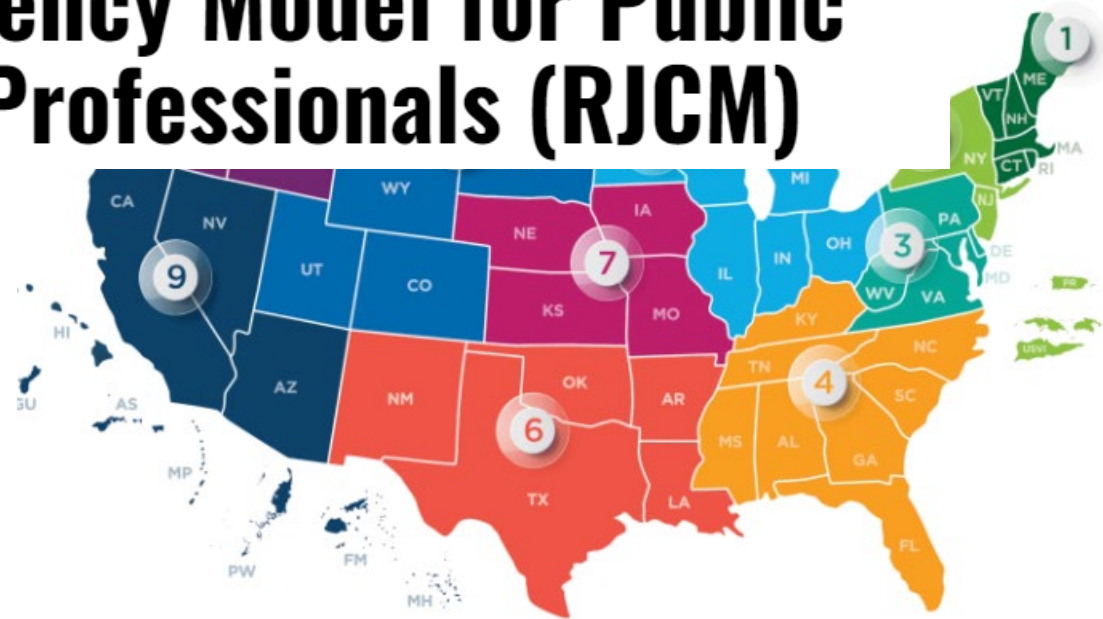 ency Model for Public
Professionals (RJCM)
1
ME
VT
NH
MA
NY
CT
RI
MI
WY
CA
NJ
IA
PA
NV
NE
OH
3
DE
7
IN
UT
IL
9
MD
CO
PR
WV
VA
KS
MO
KY
HI
NC
USVI
TN
OK
4
AZ
SC
NM
AR
GU
AS
6
MS
AL
GA
MP
TX
LA
FL
FM
PW
MH